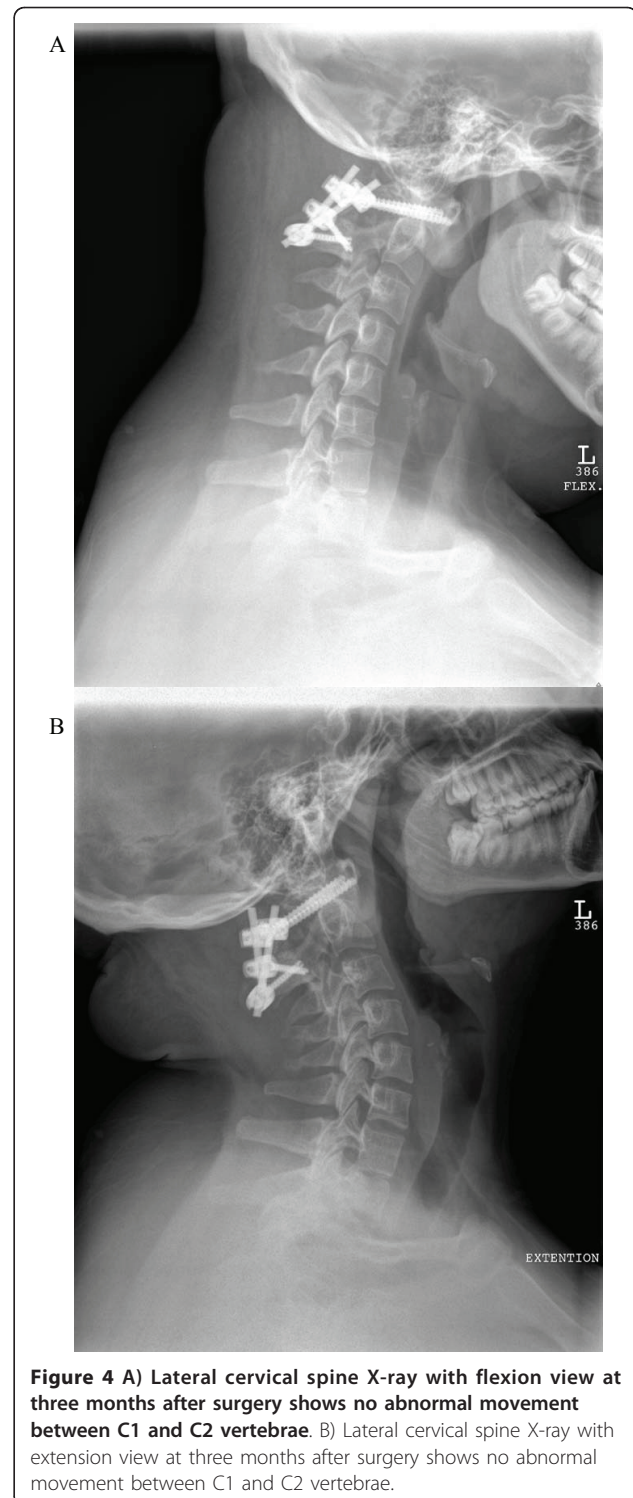 A
L
386
FLEX.
B
L
386
EXTENTION
Figure 4 A) Lateral cervical spine X-ray with flexion view at
three months after surgery shows no abnormal movement
between C1 and C2 vertebrae. B) Lateral cervical spine X-ray with
extension view at three months after surgery shows no abnormal
movement between C1 and C2 vertebrae.